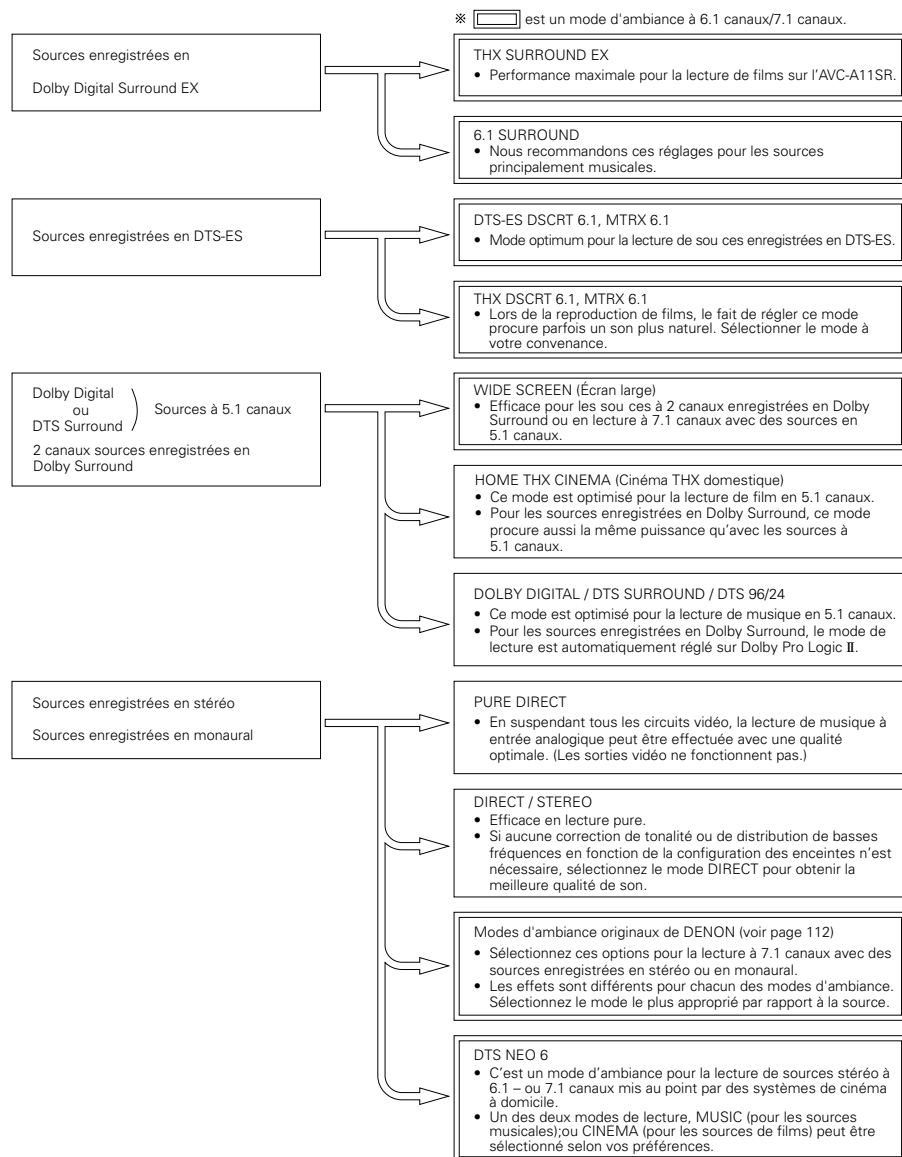 ※ est un mode d'ambiance à 6.1 canaux/7.1 canaux.
Sources enregistrées en
Dolby Digital Surround EX
THX SURROUND EX
• Performance maximale pour la lecture de films sur l'AVC-A11SR.
6.1 SURROUND
• Nous recommandons ces réglages pour les sources
principalement musicales.
Sources enregistrées en DTS-ES
DTS-ES DSCRT 6.1, MTRX 6.1
• Mode optimum pour la lecture de sou ces enregistrées en DTS-ES.
THX DSCRT 6.1, MTRX 6.1
• Lors de la reproduction de films, le fait de régler ce mode
procure parfois un son plus naturel. Sélectionner le mode à
votre convenance.
Dolby Digital
ou
DTS Surround
Sources à 5.1 canaux
2 canaux sources enregistrées en
Dolby Surround
WIDE SCREEN (Écran large)
• Efficace pour les sou ces à 2 canaux enregistrées en Dolby
Surround ou en lecture à 7.1 canaux avec des sources en
5.1 canaux.
HOME THX CINEMA (Cinéma THX domestique)
• Ce mode est optimisé pour la lecture de film en 5.1 canaux.
• Pour les sources enregistrées en Dolby Surround, ce mode
procure aussi la même puissance qu'avec les sources à
5.1 canaux.
DOLBY DIGITAL / DTS SURROUND / DTS 96/24
• Ce mode est optimisé pour la lecture de musique en 5.1 canaux.
• Pour les sources enregistrées en Dolby Surround, le mode de
lecture est automatiquement réglé sur Dolby Pro Logic II.
Sources enregistrées en stéréo
Sources enregistrées en monaural
PURE DIRECT
• En suspendant tous les circuits vidéo, la lecture de musique à
entrée analogique peut être effectuée avec une qualité
optimale. (Les sorties vidéo ne fonctionnent pas.)
DIRECT / STEREO
• Efficace en lecture pure.
• Si aucune correction de tonalité ou de distribution de basses
fréquences en fonction de la configuration des enceintes n'est
nécessaire, sélectionnez le mode DIRECT pour obtenir la
meilleure qualité de son.
Modes d'ambiance originaux de DENON (voir page 112)
• Sélectionnez ces options pour la lecture à 7.1 canaux avec des
sources enregistrées en stéréo ou en monaural.
• Les effets sont différents pour chacun des modes d'ambiance.
Sélectionnez le mode le plus approprié par rapport à la source.
DTS NEO 6
• C'est un mode d'ambiance pour la lecture de sources stéréo à
6.1 – ou 7.1 canaux mis au point par des systèmes de cinéma
à domicile.
• Un des deux modes de lecture, MUSIC (pour les sources
musicales);ou CINEMA (pour les sources de films) peut être
sélectionné selon vos préférences.